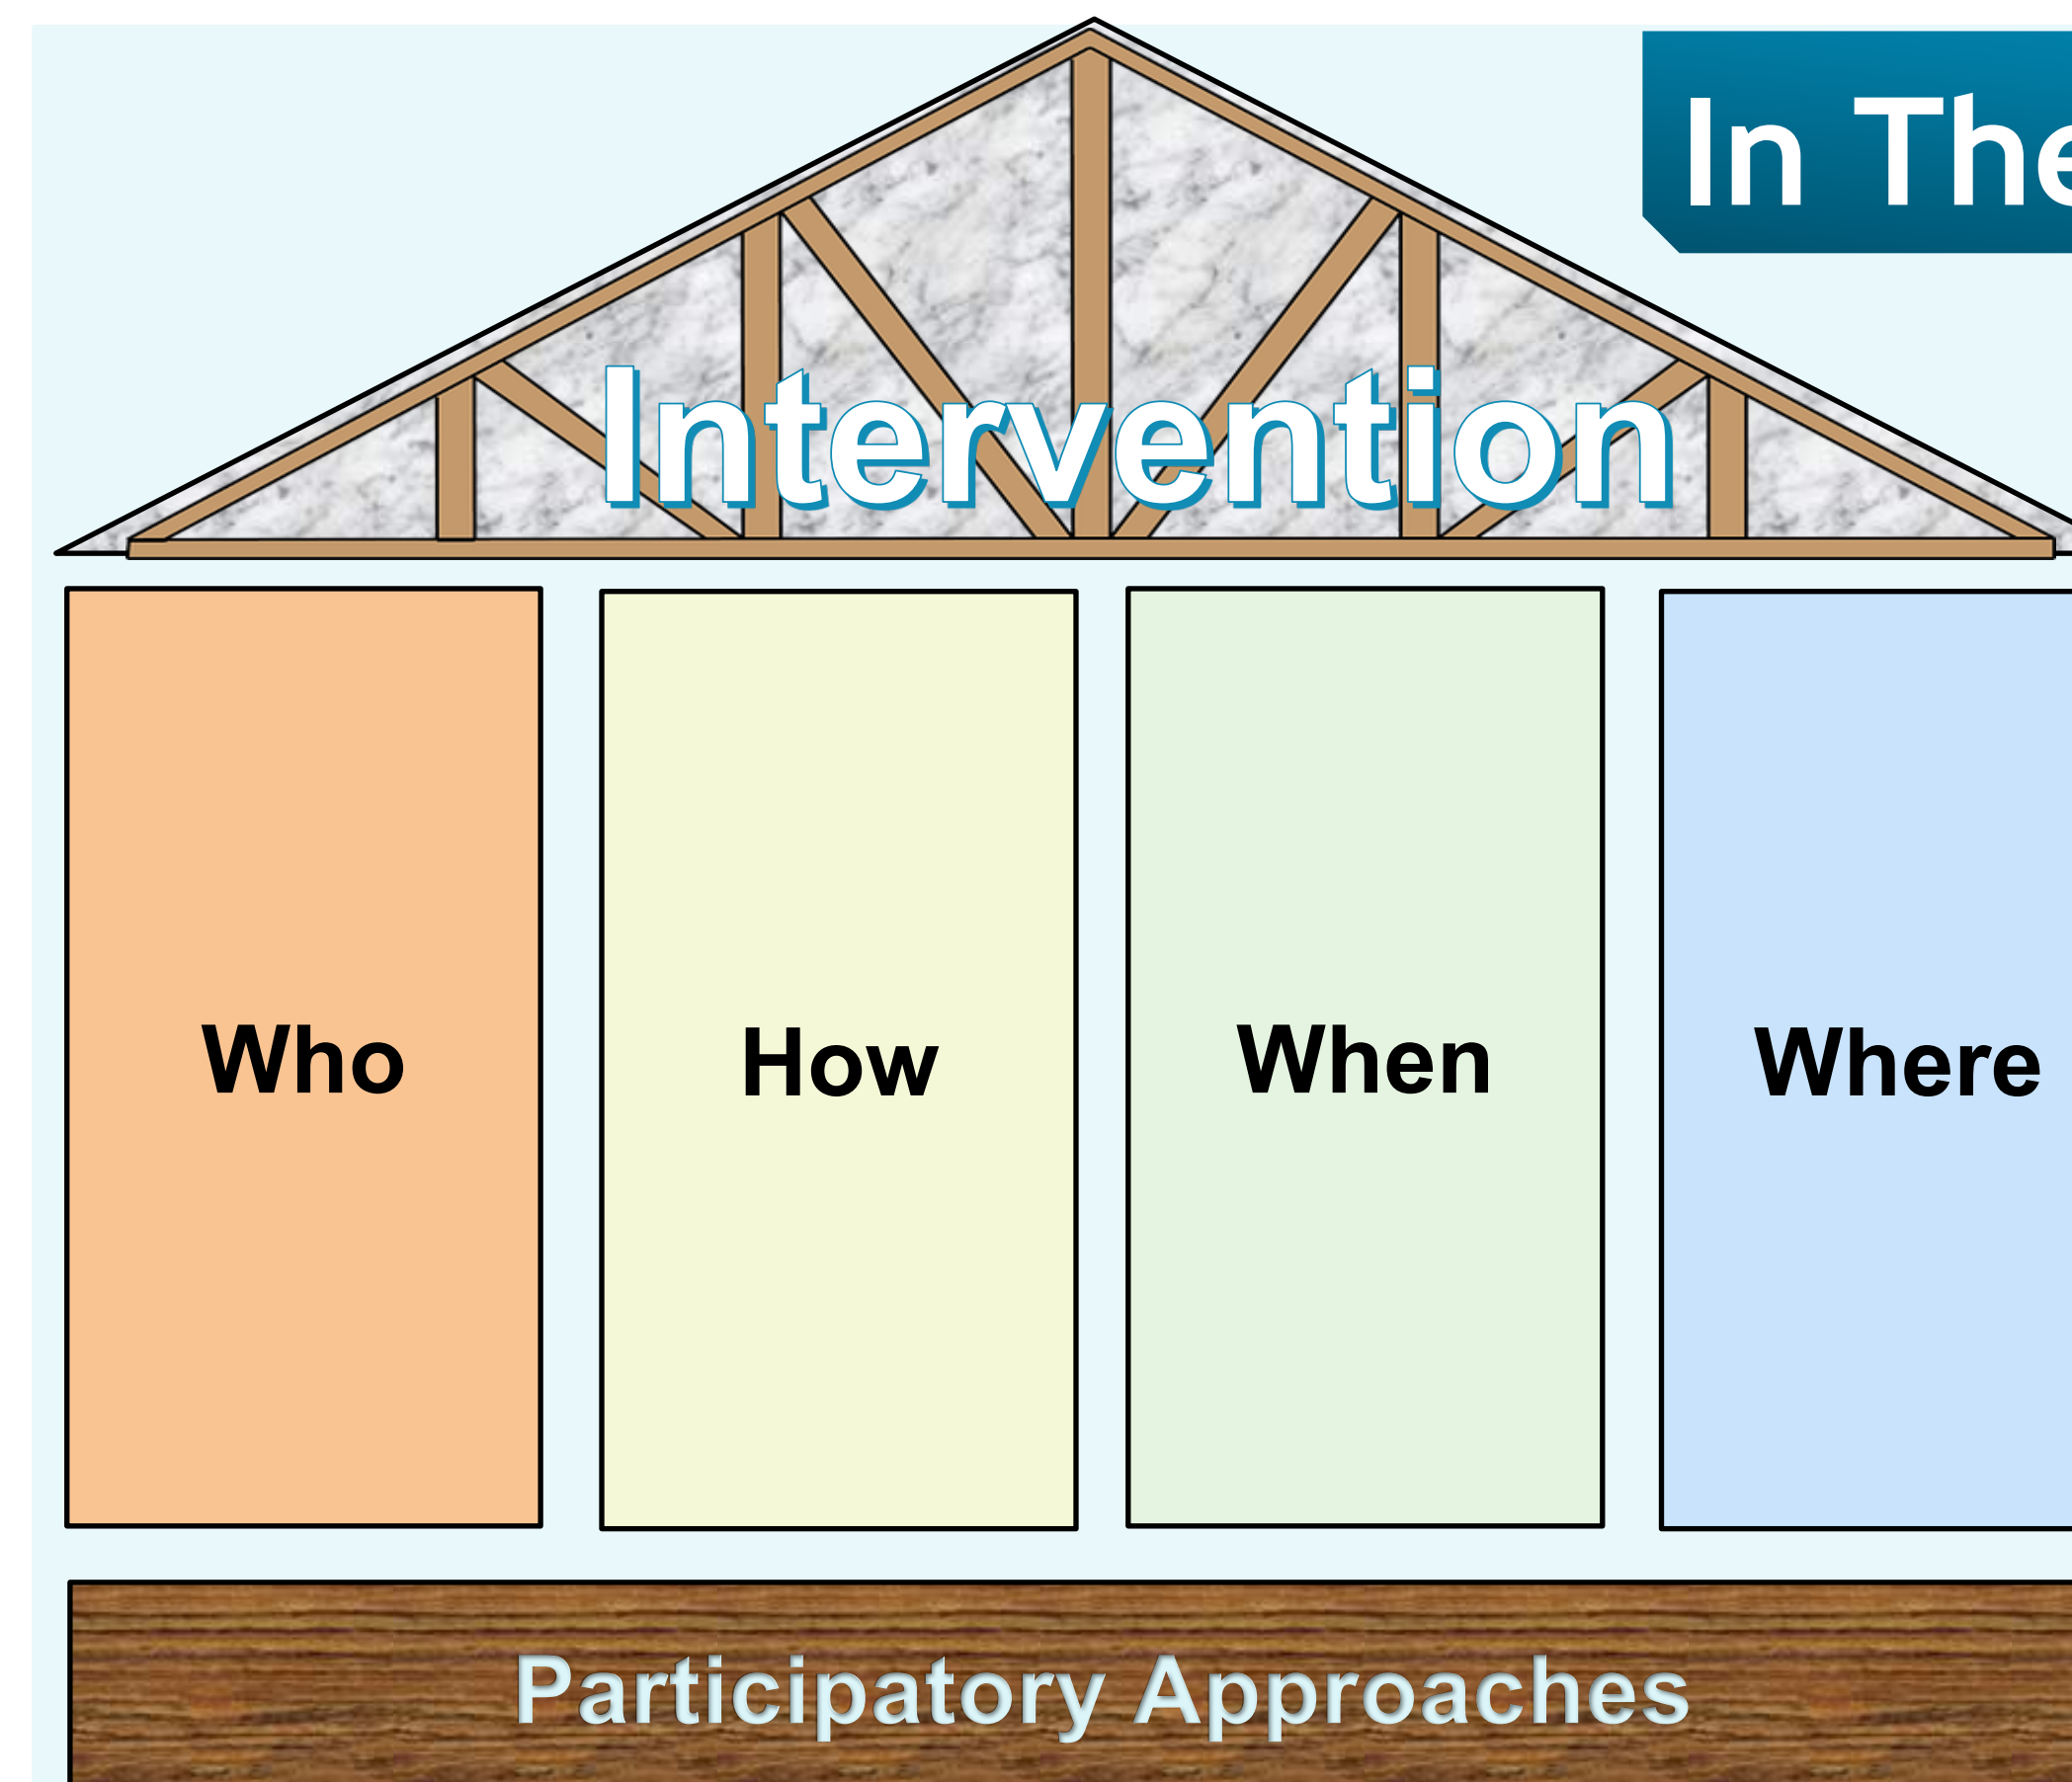 In The
Intervention
Who
How
When
Where
Participatory Approaches